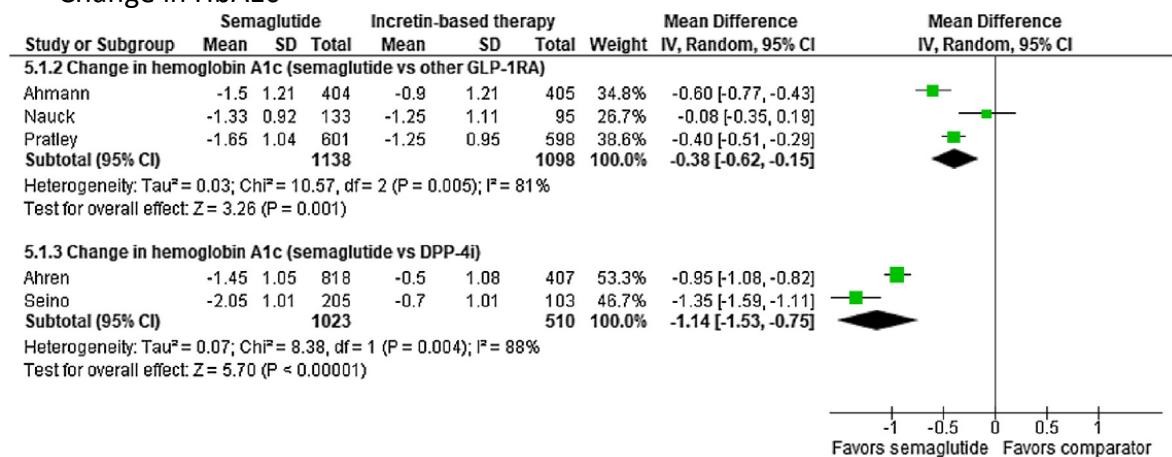 Change in HbA1c
Semaglutide Incretin-based therapy Mean Difference Mean Difference
Study or Subgroup Mean SD Total Mean SD Total Weight IV, Random, 95% CI IV, Random, 95% CI
5.1.2 Change in hemoglobin A1c (semaglutide vs other GLP-1RA)
Ahmann -1.5 1.21 404 -0.9 1.21 405 34.8% -0.60 [-0.77, -0.43]
Nauck -1.33 0.92 133 -1.25 1.11 95 26.7% -0.08 [-0.35, 0.19]
Pratley -1.65 1.04 601 -1.25 0.95 598 38.6% -0.40 [-0.51, -0.29]
Subtotal (95% CI) 1138 1098 100.0% -0.38 [-0.62, -0.15]
Heterogeneity: Tau² = 0.03; Chi² = 10.57, df = 2 (P = 0.005); I² = 81%
Test for overall effect: Z = 3.26 (P = 0.001)
5.1.3 Change in hemoglobin A1c (semaglutide vs DPP-4i)
Ahren -1.45 1.05 818 -0.5 1.08 407 53.3% -0.95 [-1.08, -0.82]
Seino -2.05 1.01 205 -0.7 1.01 103 46.7% -1.35 [-1.59, -1.11]
Subtotal (95% CI) 1023 510 100.0% -1.14 [-1.53, -0.75]
Heterogeneity: Tau² = 0.07; Chi² = 8.38, df = 1 (P = 0.004); I² = 88%
Test for overall effect: Z = 5.70 (P < 0.00001)
-1 -0.5 0 0.5 1
Favors semaglutide Favors comparator